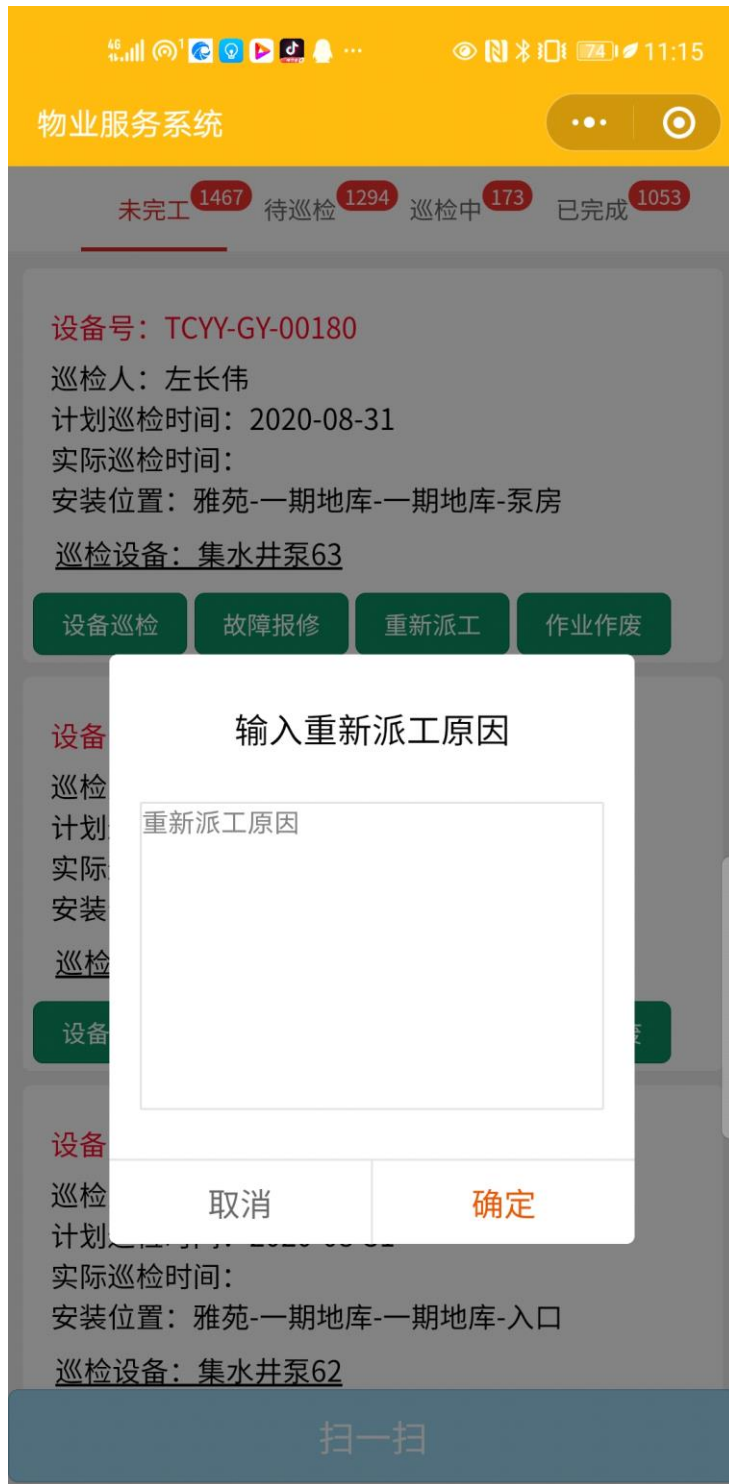 11:15
74
物业服务系统
未完工 1467 待巡检 1294 巡检中 173 已完成 1053
设备号：TCYY-GY-00180
巡检人：左长伟
计划巡检时间：2020-08-31
实际巡检时间：
安装位置：雅苑-一期地库-一期地库-泵房
巡检设备：集水井泵63
设备巡检 故障报修 重新派工 作业作废
输入重新派工原因
重新派工原因
设备
巡检
计划
实际
安装
巡检
设备
取消 确定
设备
巡检
计划
实际巡检时间：
安装位置：雅苑-一期地库-一期地库-入口
巡检设备：集水井泵62
扫一扫